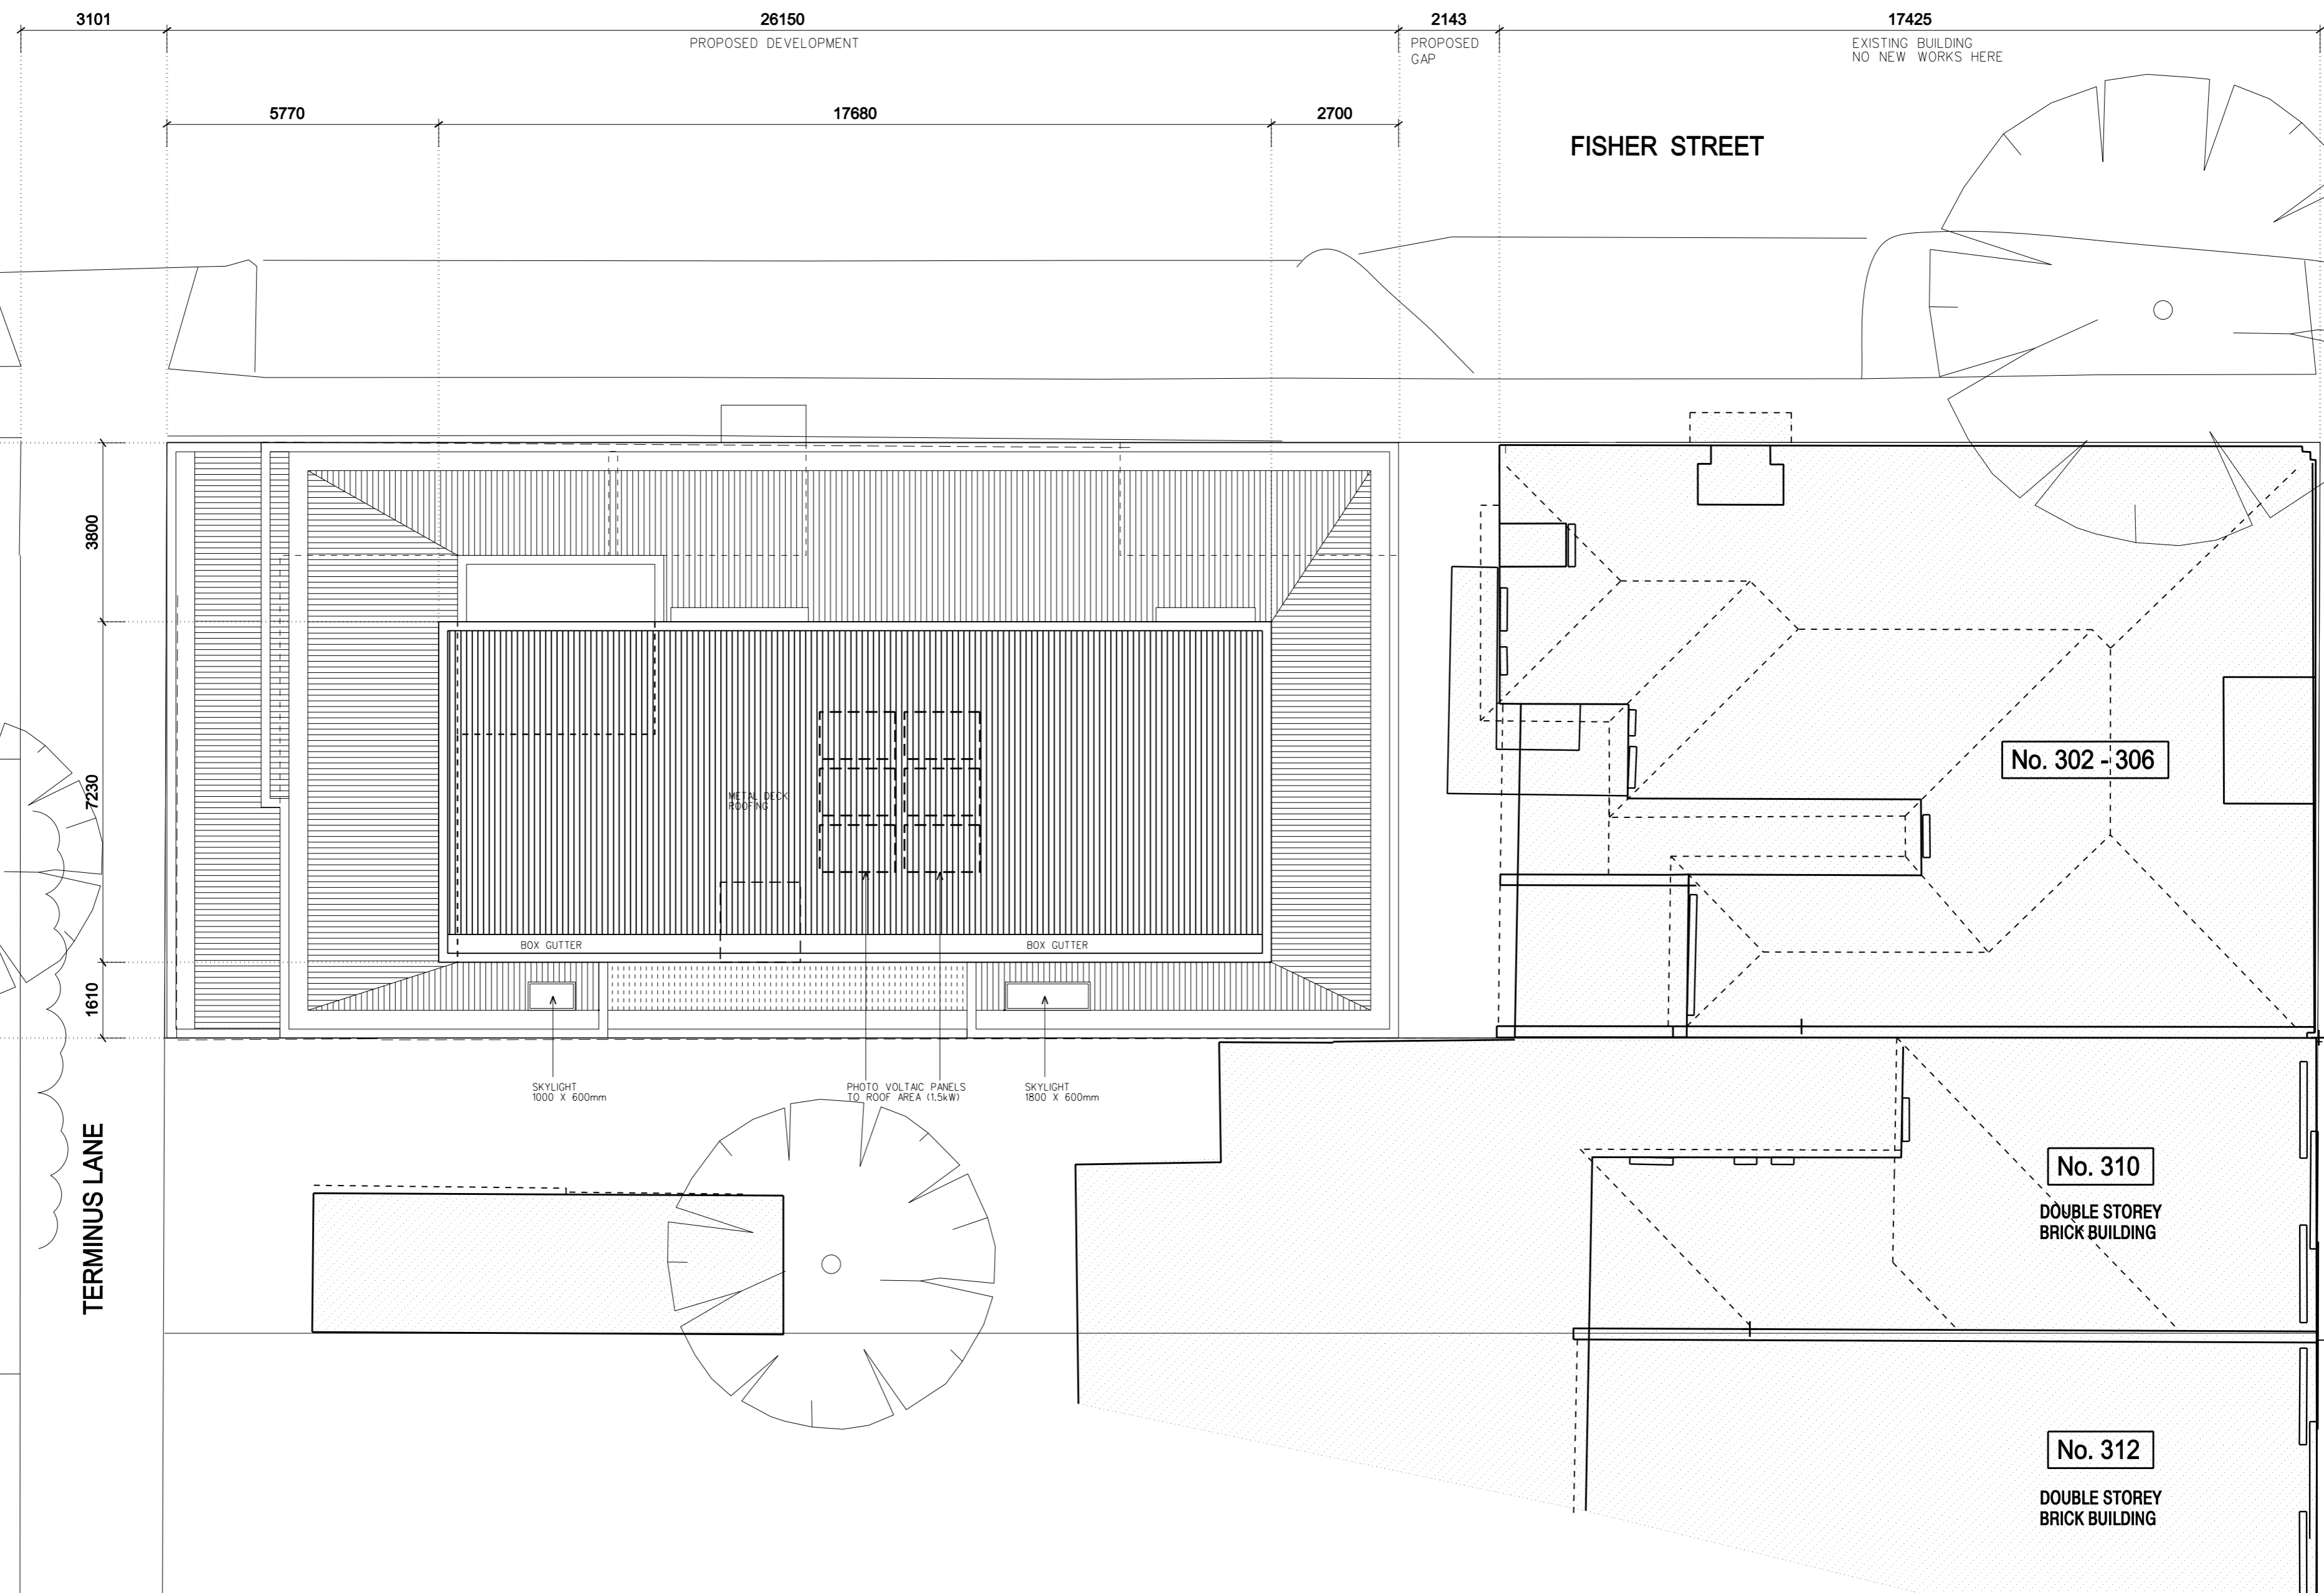 3101
26150
2143
17425
PROPOSED DEVELOPMENT
PROPOSED
GAP
EXISTING BUILDING
NO NEW WORKS HERE
5770
17680
2700
FISHER STREET
3800
7230
1610
METAL DECK
ROOFING
No. 302 - 306
BOX GUTTER
BOX GUTTER
SKYLIGHT
1000 X 600mm
PHOTO VOLTAIC PANELS
TO ROOF AREA (1.5kW)
SKYLIGHT
1800 X 600mm
TERMINUS LANE
No. 310
DOUBLE STOREY
BRICK BUILDING
No. 312
DOUBLE STOREY
BRICK BUILDING